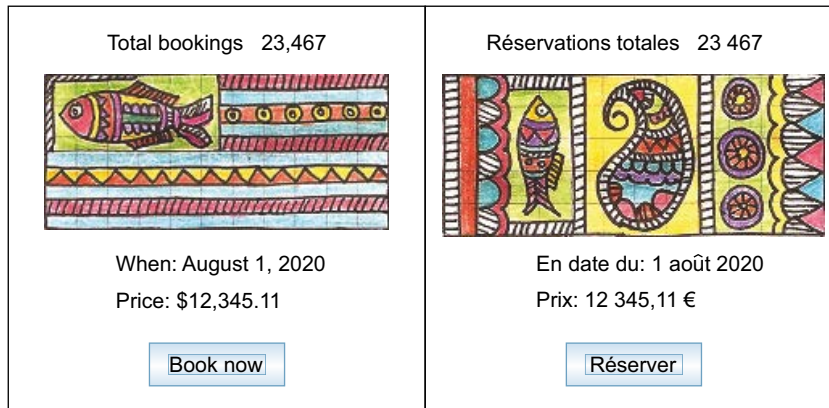 Total bookings 23,467
When: August 1, 2020
Price: $12,345.11
Book now
Réservations totales 23 467
En date du: 1 août 2020
Prix: 12 345,11 €
Réserver